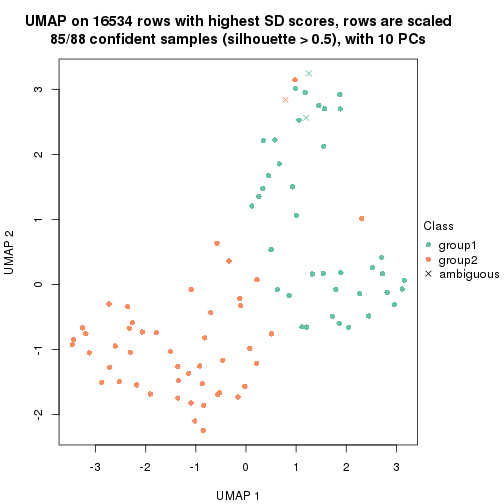 UMAP on 16534 rows with highest SD scores, rows are scaled
85/88 confident samples (silhouette > 0.5), with 10 PCs
3
2
1
0
-1
-2
UMAP 2
-3
-2
-1
0
1
2
3
UMAP 1
Class
group1
group2
ambiguous